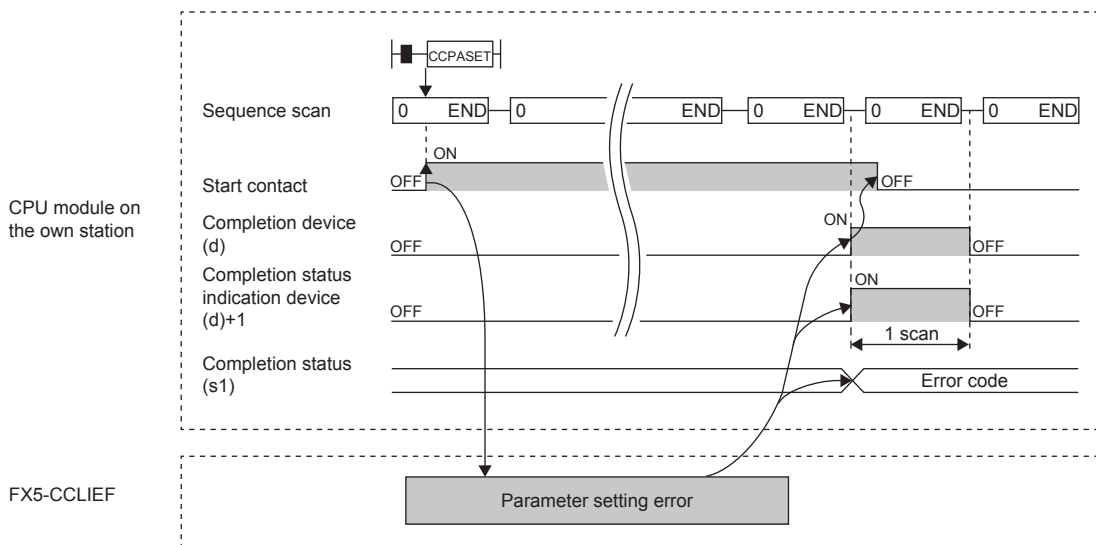 CCPASET
Sequence scan
0 END 0 END 0 END 0 END 0 END
ON
Start contact
OFF
OFF
CPU module on
the own station
Completion device
(d)
ON
OFF
OFF
Completion status
indication device
(d)+1
ON
OFF
OFF
1 scan
Completion status
(s1)
Error code
FX5-CCLIEF
Parameter setting error